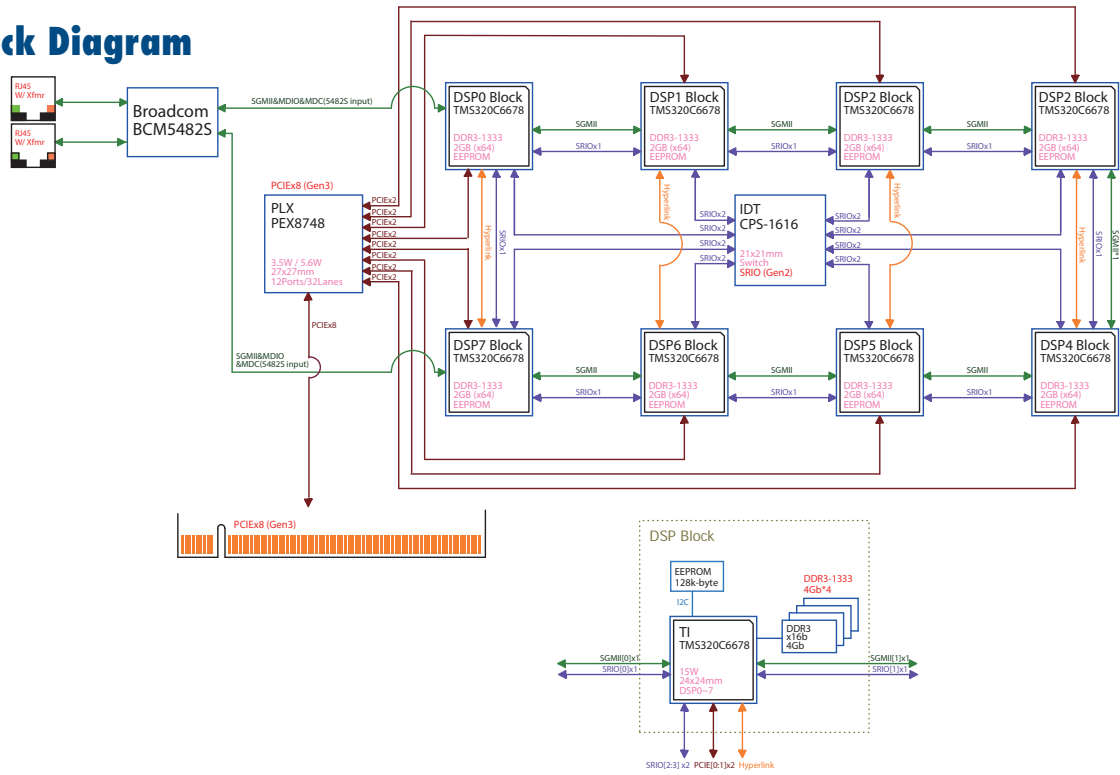 ck Diagram
RJ45
W/ Xfmr
RJ45
W/ Xfmr
Broadcom
BCM5482S
SGMII&MDIO&MDC(5482S input)
DSP0 Block
TMS320C6678
DDR3-1333
2GB (x64)
EEPROM
SGMII
SRIOx1
DSP1 Block
TMS320C6678
DDR3-1333
2GB (x64)
EEPROM
SGMII
SRIOx1
DSP2 Block
TMS320C6678
DDR3-1333
2GB (x64)
EEPROM
SGMII
SRIOx1
DSP2 Block
TMS320C6678
DDR3-1333
2GB (x64)
EEPROM
PCIEx8 (Gen3)
PLX
PEX8748
3.5W / 5.6W
27x27mm
12Ports/32Lanes
PCIEx2
PCIEx2
PCIEx2
PCIEx2
PCIEx2
PCIEx2
PCIEx2
PCIEx2
Hyperlink
SRIOx1
Hyperlink
SRIOx2
SRIOx2
SRIOx2
SRIOx2
IDT
CPS-1616
21x21mm
Switch
SRIO (Gen2)
SRIOx2
SRIOx2
SRIOx2
SRIOx2
Hyperlink
Hyperlink
SRIOx1
SGMII*1
PCIEx8
SGMII&MDIO
&MDC(5482S input)
DSP7 Block
TMS320C6678
DDR3-1333
2GB (x64)
EEPROM
SGMII
SRIOx1
DSP6 Block
TMS320C6678
DDR3-1333
2GB (x64)
EEPROM
SGMII
SRIOx1
DSP5 Block
TMS320C6678
DDR3-1333
2GB (x64)
EEPROM
SGMII
SRIOx1
DSP4 Block
TMS320C6678
DDR3-1333
2GB (x64)
EEPROM
PCIEx8 (Gen3)
DSP Block
EEPROM
128k-byte
I2C
DDR3-1333
4Gb*4
DDR3
x16b
4Gb
TI
TMS320C6678
15W
24x24mm
DSP0~7
SGMII[0]x1
SRIO[0]x1
SGMII[1]x1
SRIO[1]x1
SRIO[2:3] x2
PCIE[0:1]x2
Hyperlink